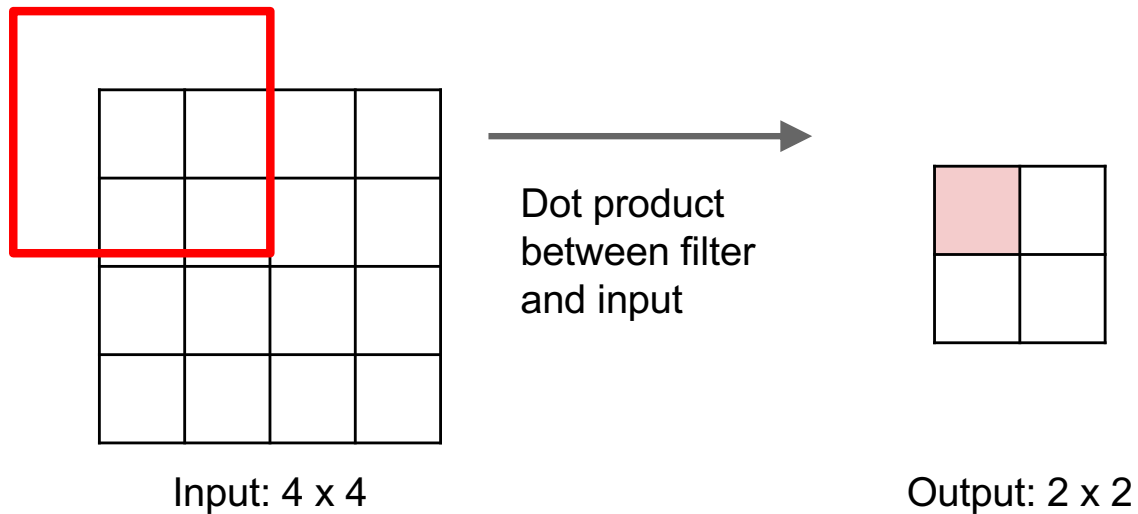 Dot product
between filter
and input
Input: 4 x 4
Output: 2 x 2